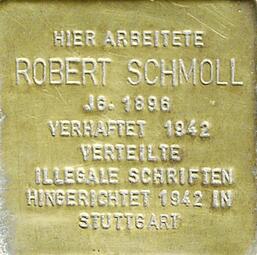 HIER ARBEITETE
ROBERT SCHMOLL
JG. 1896
VERHAFTET 1942
VERTEILTE
ILLEGALE SCHRIFTEN
HINGERICHTET 1942 IN
STUTTGART